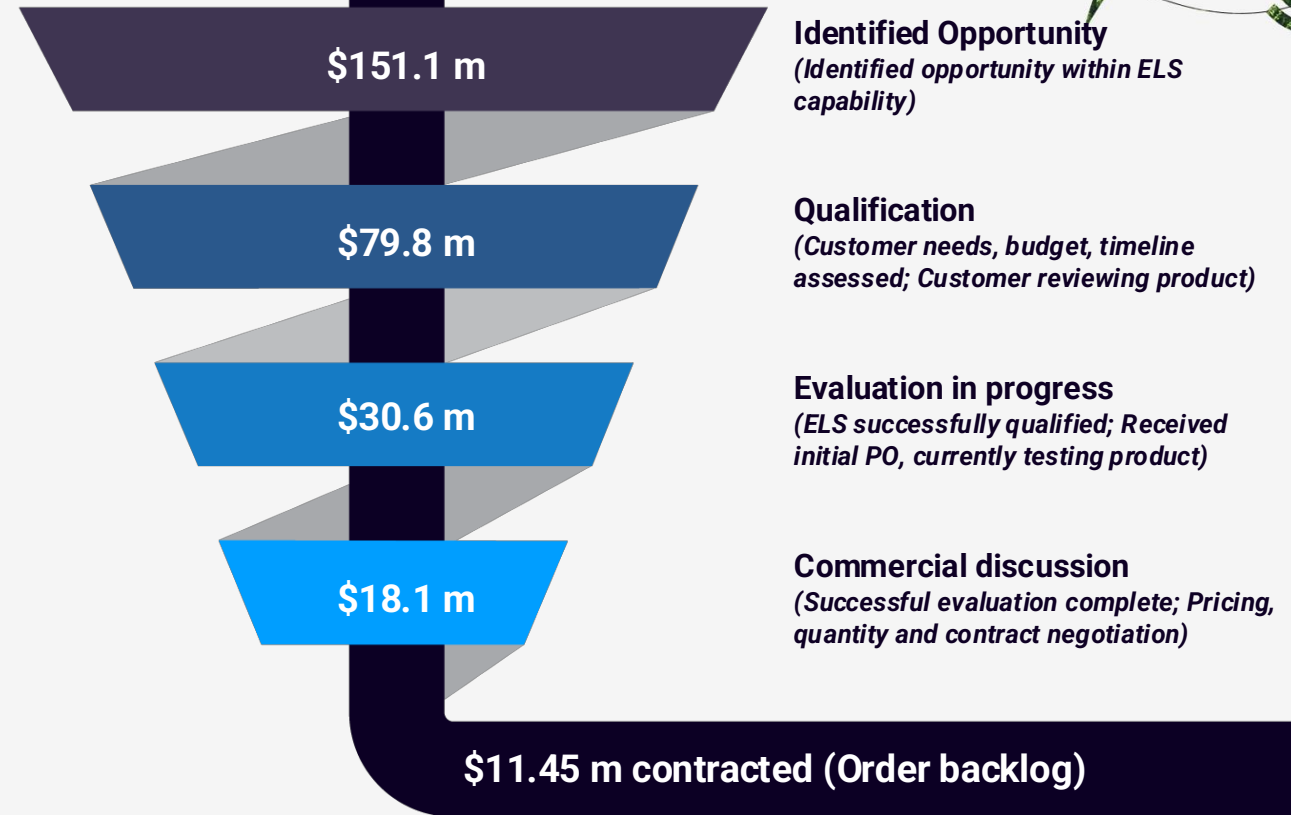 $151.1 m
Identified Opportunity
(Identified opportunity within ELS
capability)
$79.8 m
Qualification
(Customer needs, budget, timeline
assessed; Customer reviewing product)
$30.6 m
Evaluation in progress
(ELS successfully qualified; Received
initial PO, currently testing product)
$18.1 m
Commercial discussion
(Successful evaluation complete; Pricing,
quantity and contract negotiation)
$11.45 m contracted (Order backlog)